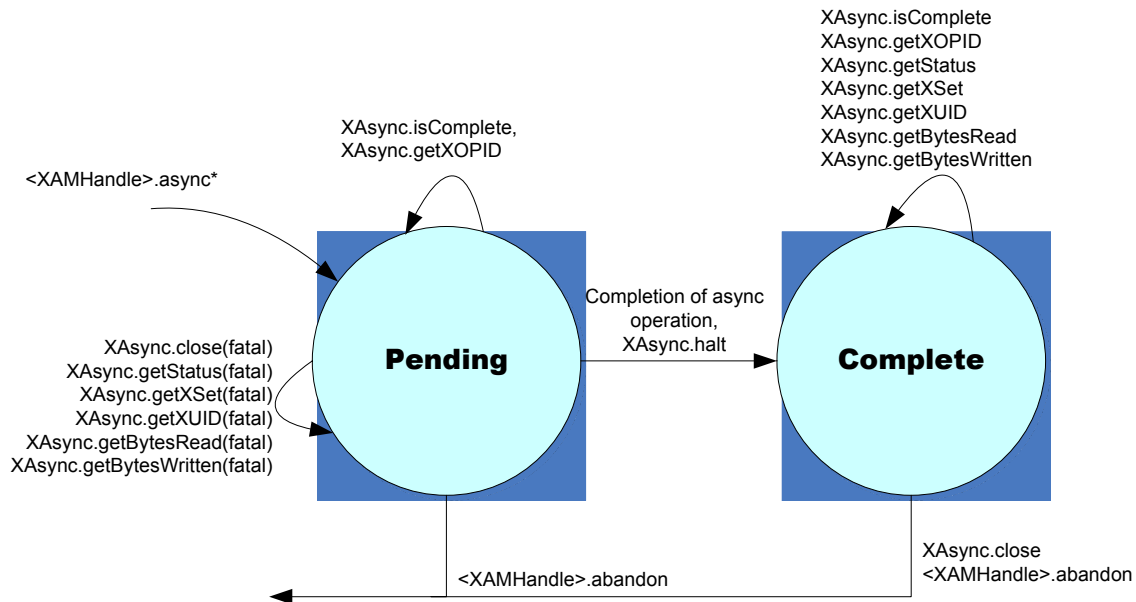 XAsync.isComplete
XAsync.getXOPID
XAsync.getStatus
XAsync.getXSet
XAsync.getXUID
XAsync.getBytesRead
XAsync.getBytesWritten
XAsync.isComplete,
XAsync.getXOPID
<XAMHandle>.async*
Completion of async
operation,
XAsync.halt
XAsync.close(fatal)
XAsync.getStatus(fatal)
XAsync.getXSet(fatal)
XAsync.getXUID(fatal)
XAsync.getBytesRead(fatal)
XAsync.getBytesWritten(fatal)
Pending
Complete
<XAMHandle>.abandon
XAsync.close
<XAMHandle>.abandon